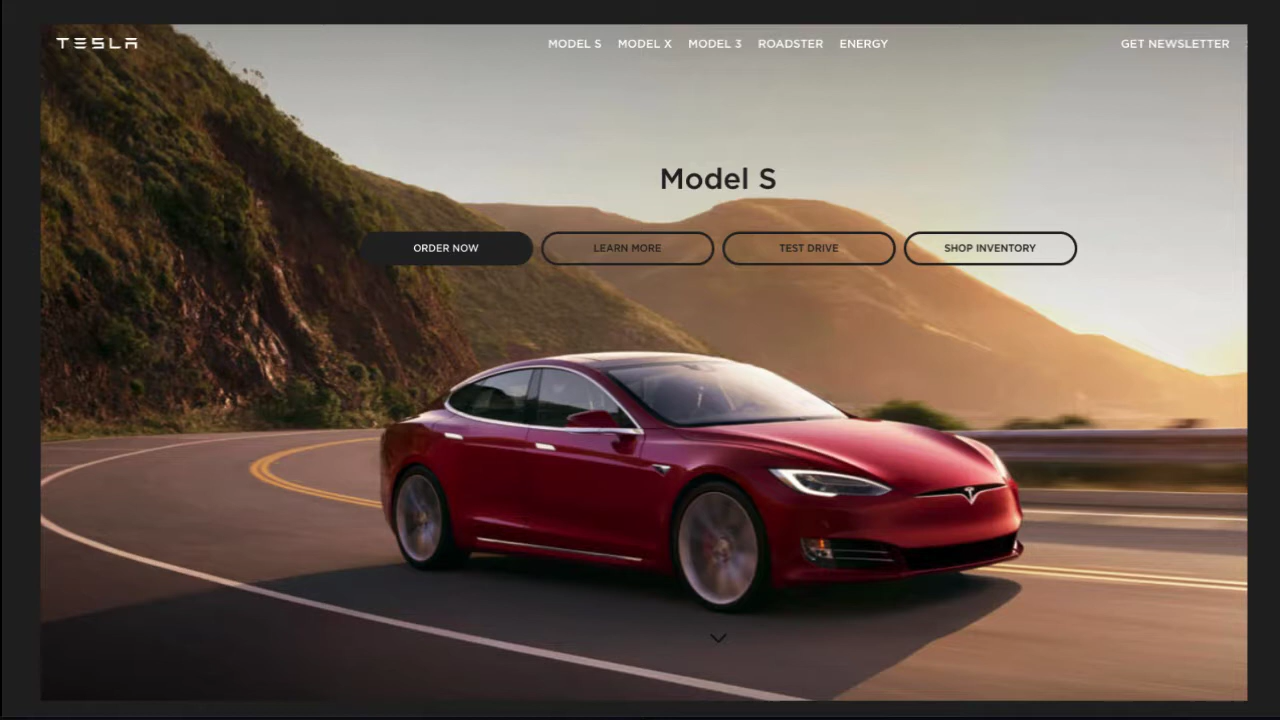 TESLA
MODEL S MODEL X MODEL 3 ROADSTER ENERGY
GET NEWSLETTER
Model S
ORDER NOW
LEARN MORE
TEST DRIVE
SHOP INVENTORY